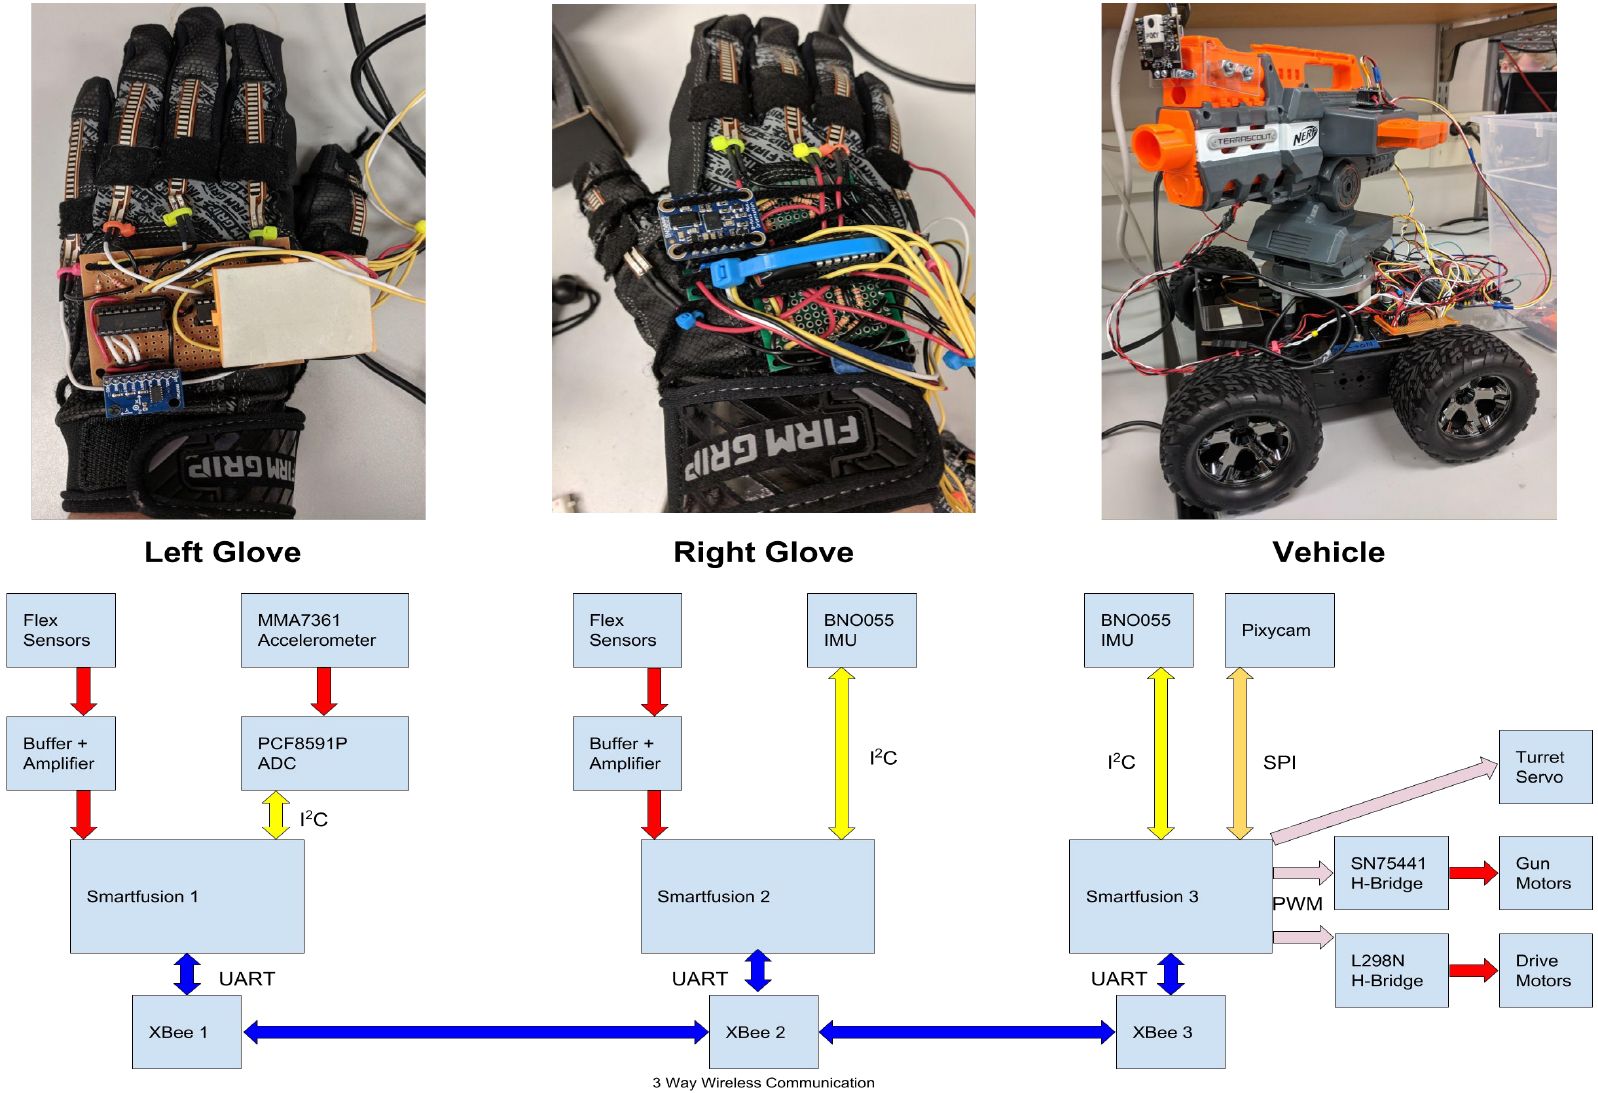 FIRM GRIP
FIRM GRIP
TERRASCOUT
NERF
Left Glove
Right Glove
Vehicle
Flex
Sensors
MMA7361
Accelerometer
Flex
Sensors
BNO055
IMU
BNO055
IMU
Pixycam
Buffer +
Amplifier
PCF8591P
ADC
Buffer +
Amplifier
I²C
I²C
SPI
Turret
Servo
I²C
Smartfusion 1
Smartfusion 2
Smartfusion 3
SN75441
H-Bridge
Gun
Motors
PWM
L298N
H-Bridge
Drive
Motors
UART
UART
UART
XBee 1
XBee 2
XBee 3
3 Way Wireless Communication